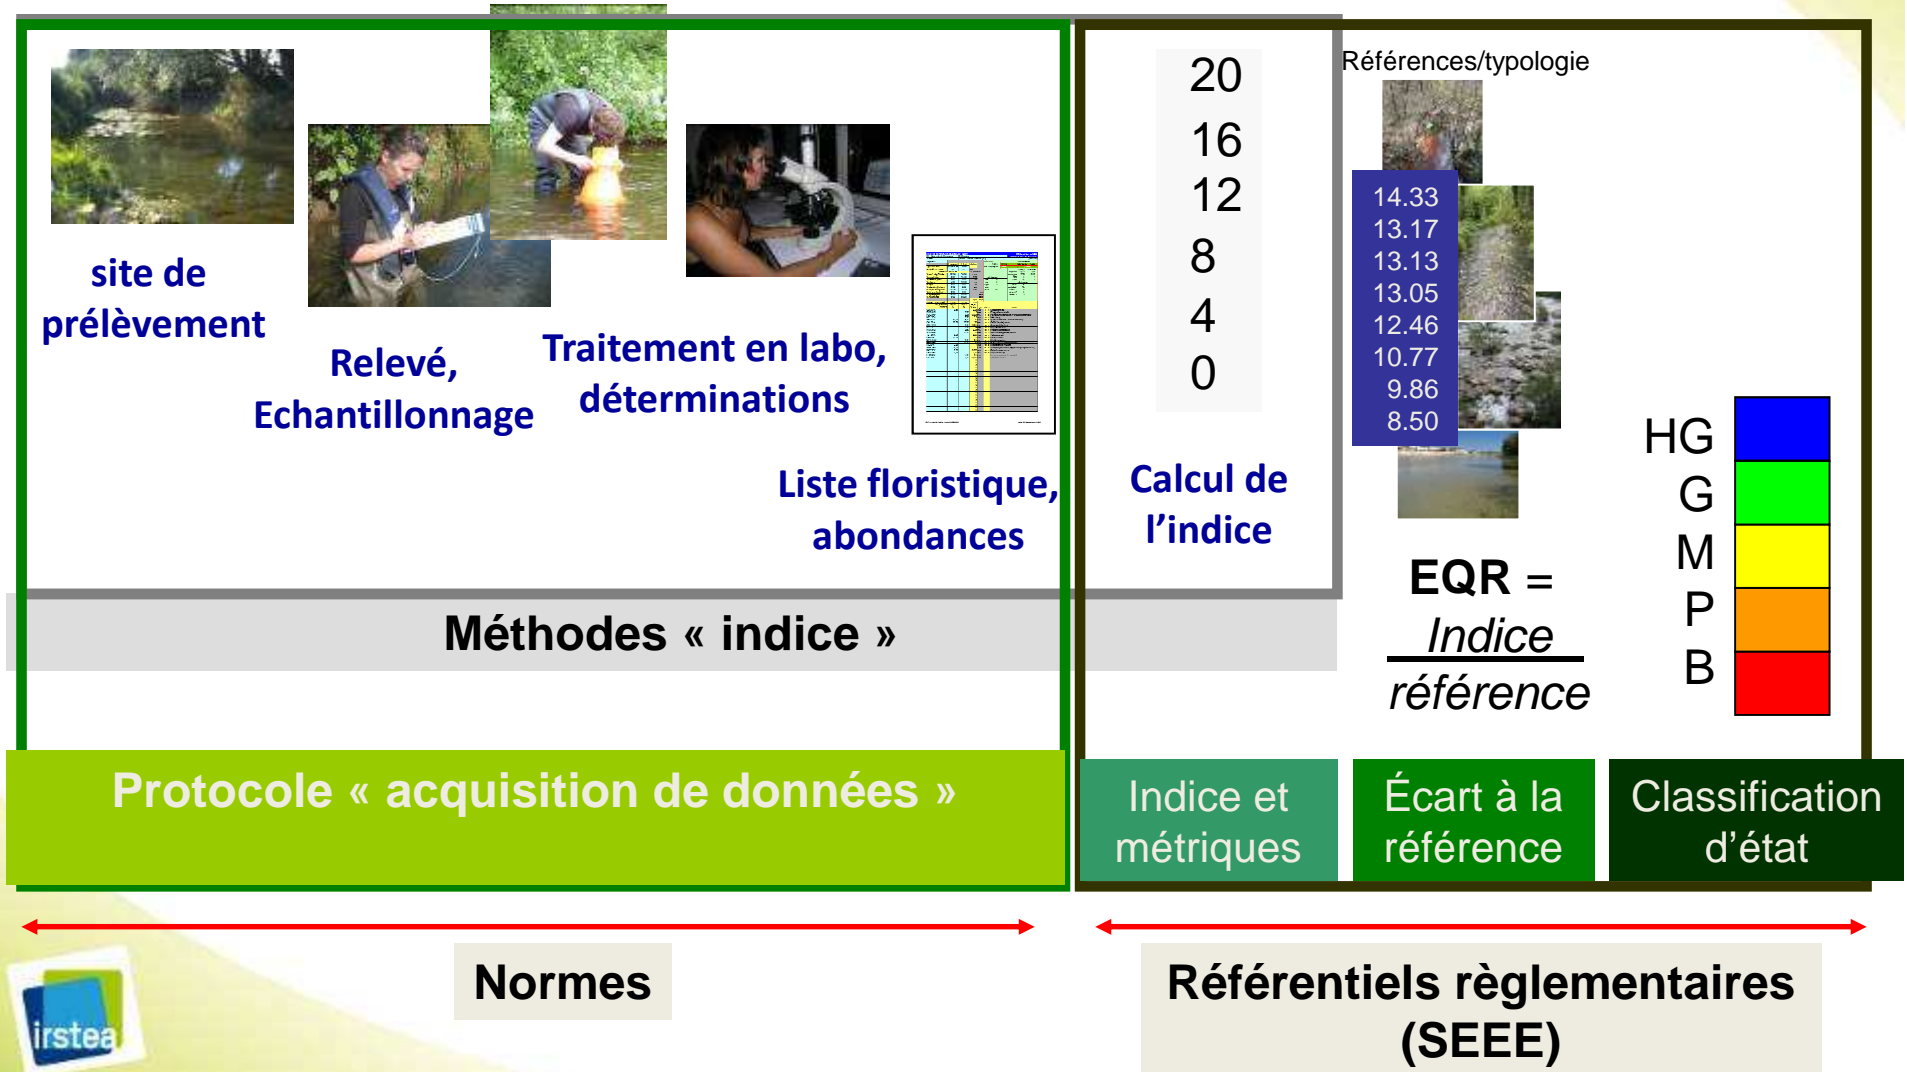 site de
prélèvement
Relevé,
Echantillonnage
Traitement en labo,
déterminations
Liste floristique,
abondances
20
16
12
8
4
0
Calcul de
l’indice
Références/typologie
14.33
13.17
13.13
13.05
12.46
10.77
9.86
8.50
EQR =
Indice
référence
HG
G
M
P
B
Méthodes « indice »
Protocole « acquisition de données »
Indice et
métriques
Écart à la
référence
Classification
d’état
Normes
Référentiels règlementaires
(SEEE)
irstea